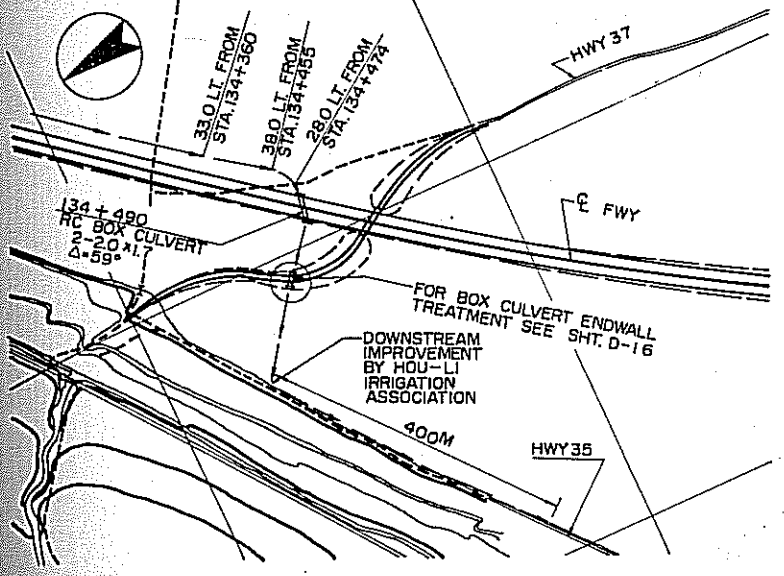 33.0 LT. FROM
STA.134+360
38.0 LT. FROM
STA.134+455
28.0 LT. FROM
STA.134+474
HWY 37
134+490
RC BOX CULVERT
2-2.0 x1.7
Δ=59°
℄ FWY
FOR BOX CULVERT ENDWALL
TREATMENT SEE SHT. D-16
DOWNSTREAM
IMPROVEMENT
BY HOU-LI
IRRIGATION
ASSOCIATION
400M
HWY 35